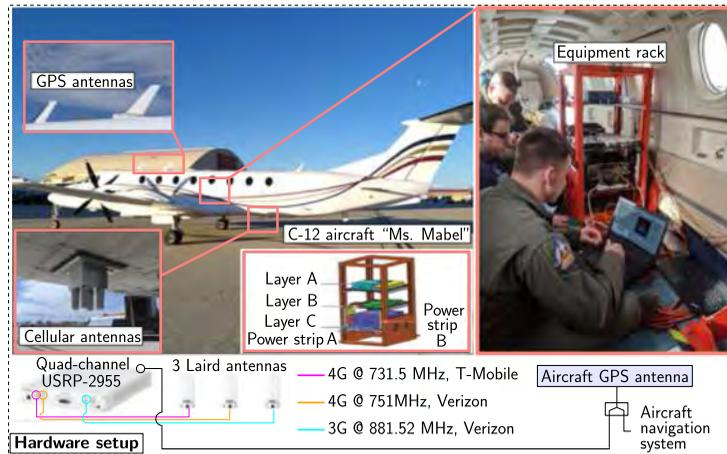 GPS antennas
Equipment rack
C-12 aircraft “Ms. Mabel”
Cellular antennas
Layer A
Layer B
Layer C
Power strip A
Power
strip
B
Quad-channel
USRP-2955
3 Laird antennas
4G @ 731.5 MHz, T-Mobile
4G @ 751MHz, Verizon
3G @ 881.52 MHz, Verizon
Aircraft GPS antenna
Aircraft
navigation
system
Hardware setup